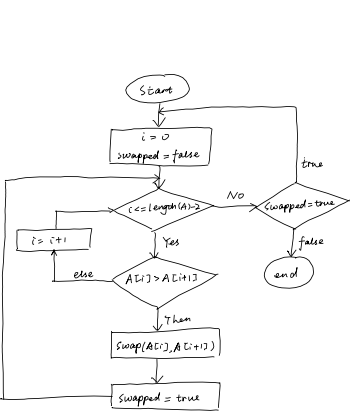 Start
i = 0
swapped = false
i <= length(A)-2
No
swapped = true
true
false
end
Yes
i = i+1
else
A[i] > A[i+1]
Then
swap(A[i], A[i+1])
swapped = true